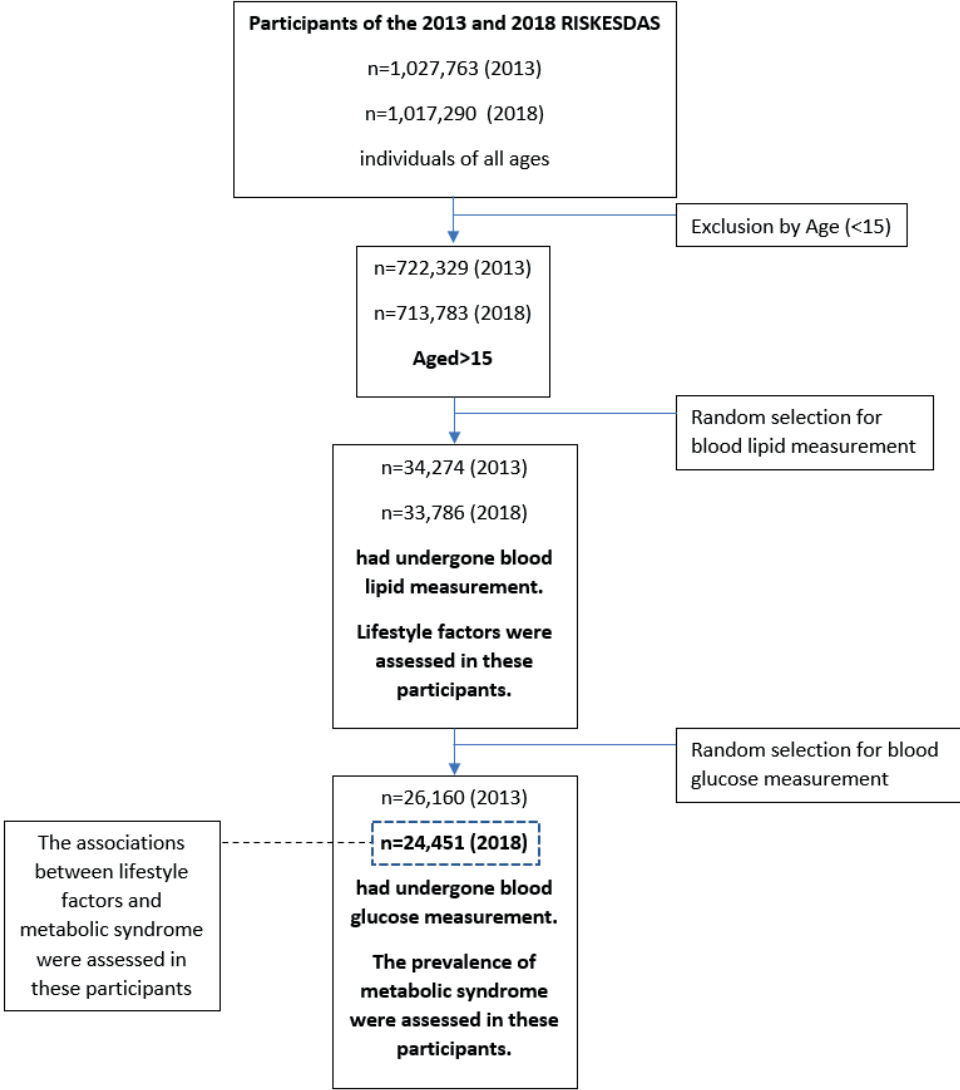 Participants of the 2013 and 2018 RISKESDAS
n=1,027,763 (2013)
n=1,017,290  (2018)
individuals of all ages
Exclusion by Age (<15)
n=722,329 (2013)
n=713,783 (2018)
Aged>15
Random selection for
blood lipid measurement
n=34,274 (2013)
n=33,786 (2018)
had undergone blood
lipid measurement.
Lifestyle factors were
assessed in these
participants.
Random selection for blood
glucose measurement
n=26,160 (2013)
n=24,451 (2018)
had undergone blood
glucose measurement.
The prevalence of
metabolic syndrome
were assessed in these
participants.
The associations
between lifestyle
factors and
metabolic syndrome
were assessed in
these participants